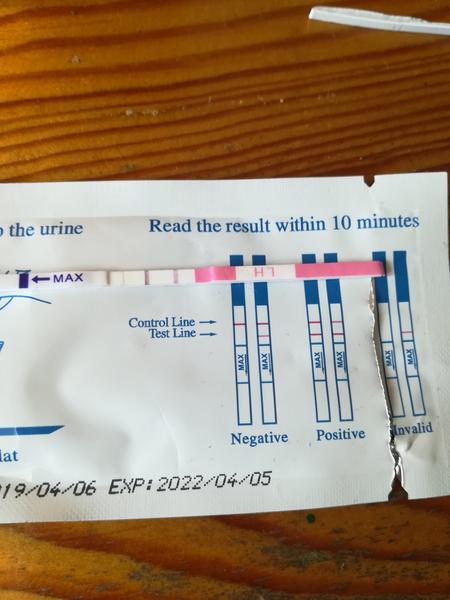 the urine
Read the result within 10 minutes
MAX
LH
Control Line
Test Line
MAX
MAX
MAX
MAX
MAX
MAX
Negative
Positive
Invalid
19/04/06 EXP:2022/04/05